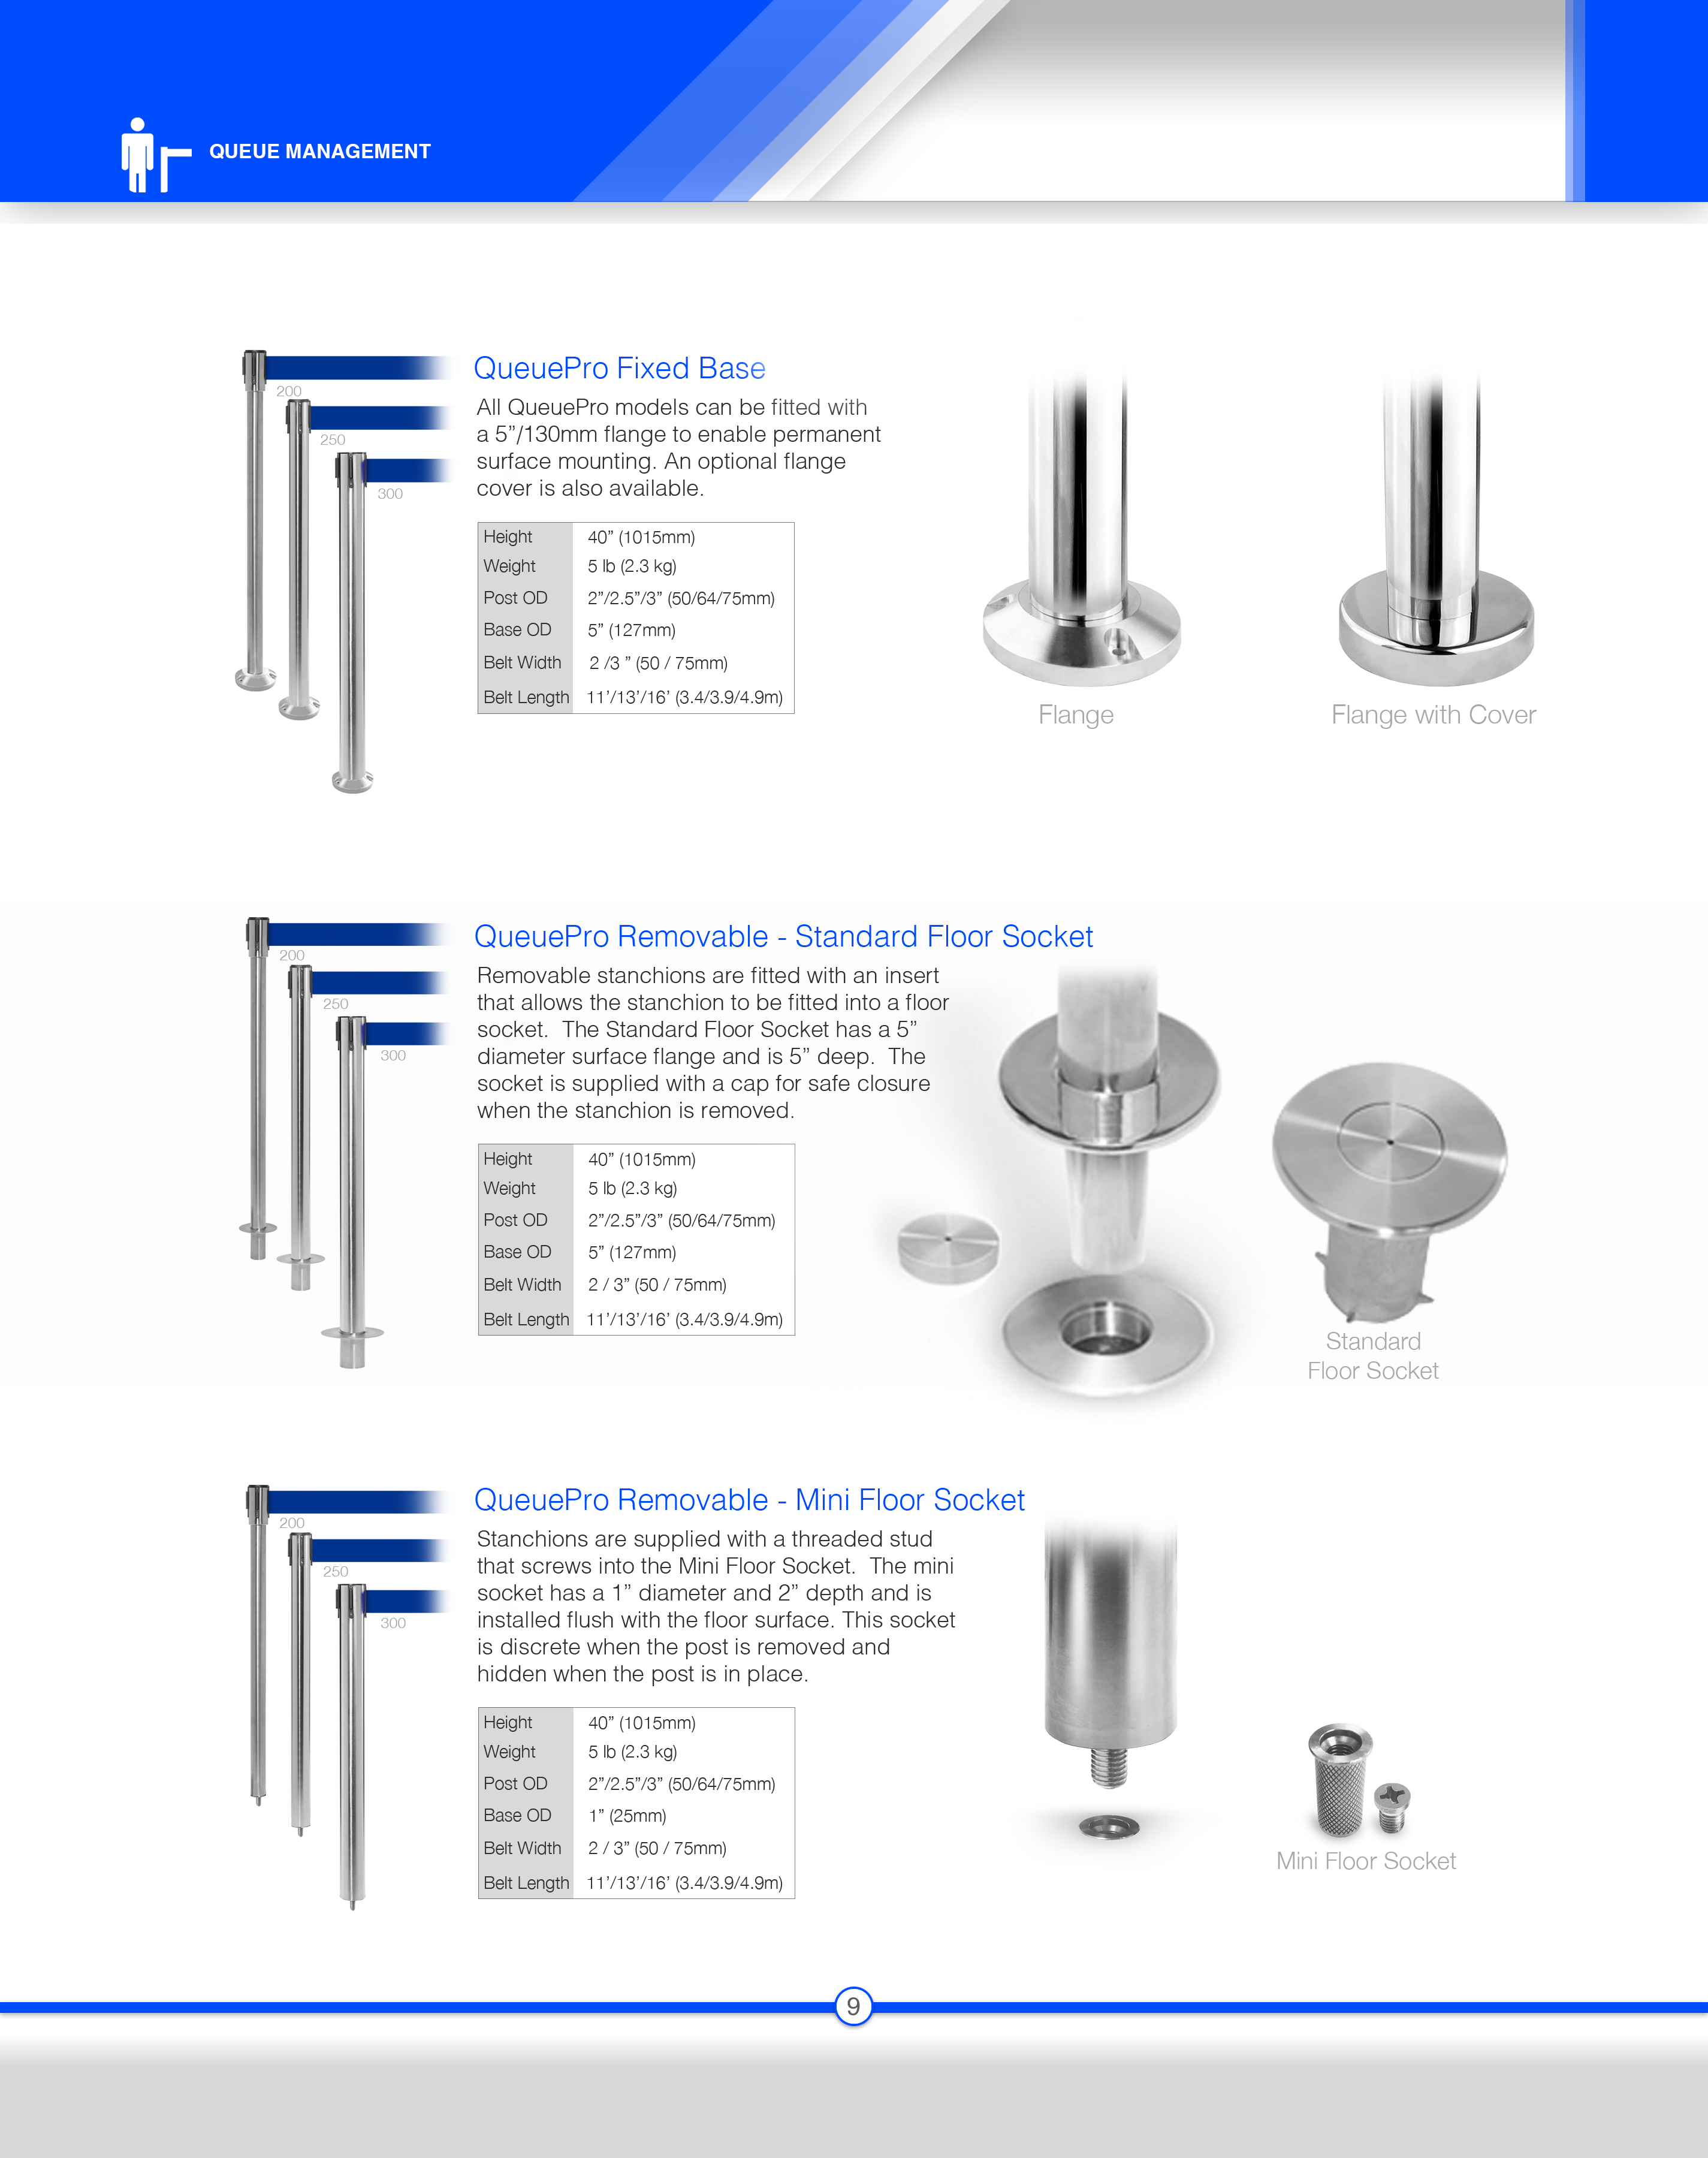 QUEUE MANAGEMENT
QueuePro Fixed Base
All QueuePro models can be fitted with
a 5”/130mm flange to enable permanent
surface mounting. An optional flange
cover is also available.
200
250
300
Height 40” (1015mm)
Weight 5 lb (2.3 kg)
Post OD 2”/2.5”/3” (50/64/75mm)
Base OD 5” (127mm)
Belt Width 2 /3 ” (50 / 75mm)
Belt Length 11’/13’/16’ (3.4/3.9/4.9m)
Flange
Flange with Cover
QueuePro Removable - Standard Floor Socket
200
250
300
Removable stanchions are fitted with an insert
that allows the stanchion to be fitted into a floor
socket.  The Standard Floor Socket has a 5”
diameter surface flange and is 5” deep.  The
socket is supplied with a cap for safe closure
when the stanchion is removed.
Height 40” (1015mm)
Weight 5 lb (2.3 kg)
Post OD 2”/2.5”/3” (50/64/75mm)
Base OD 5” (127mm)
Belt Width 2 / 3” (50 / 75mm)
Belt Length 11’/13’/16’ (3.4/3.9/4.9m)
Standard
Floor Socket
QueuePro Removable - Mini Floor Socket
200
250
300
Stanchions are supplied with a threaded stud
that screws into the Mini Floor Socket.  The mini
socket has a 1” diameter and 2” depth and is
installed flush with the floor surface. This socket
is discrete when the post is removed and
hidden when the post is in place.
Height 40” (1015mm)
Weight 5 lb (2.3 kg)
Post OD 2”/2.5”/3” (50/64/75mm)
Base OD 1” (25mm)
Belt Width 2 / 3” (50 / 75mm)
Belt Length 11’/13’/16’ (3.4/3.9/4.9m)
Mini Floor Socket
9